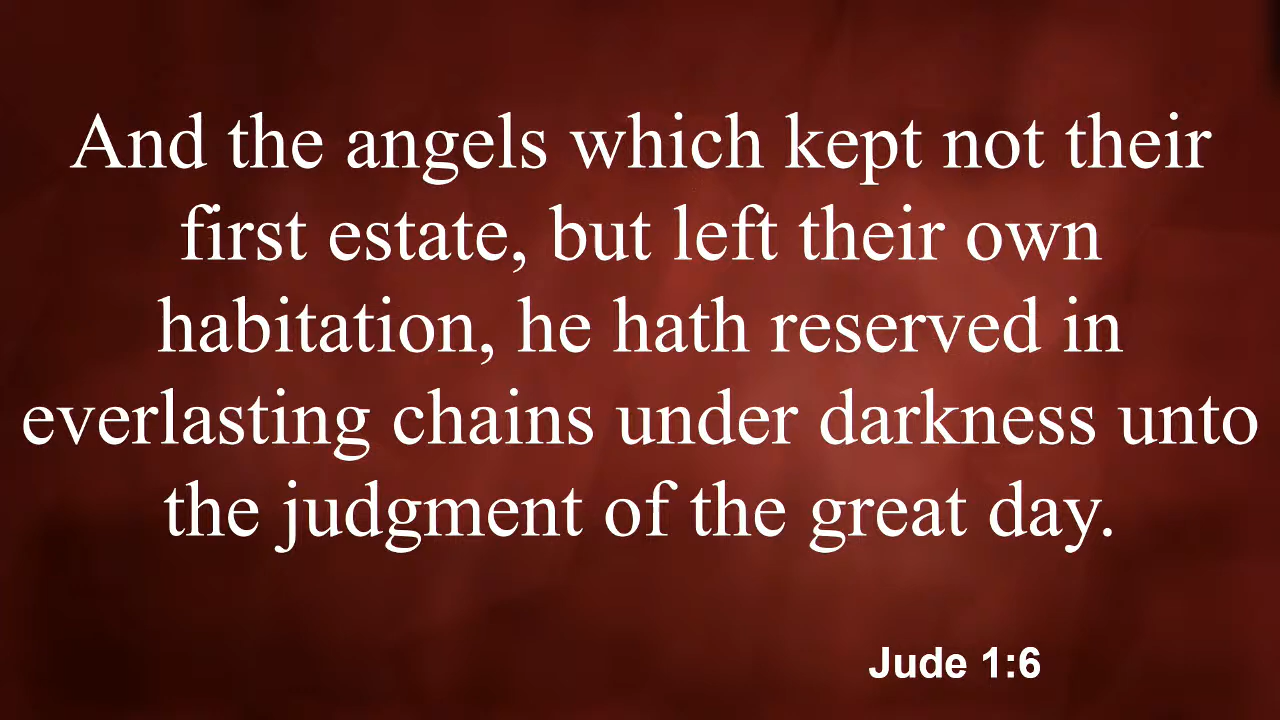 And the angels which kept not their
first estate, but left their own
habitation, he hath reserved in
everlasting chains under darkness unto
the judgment of the great day.
Jude 1:6